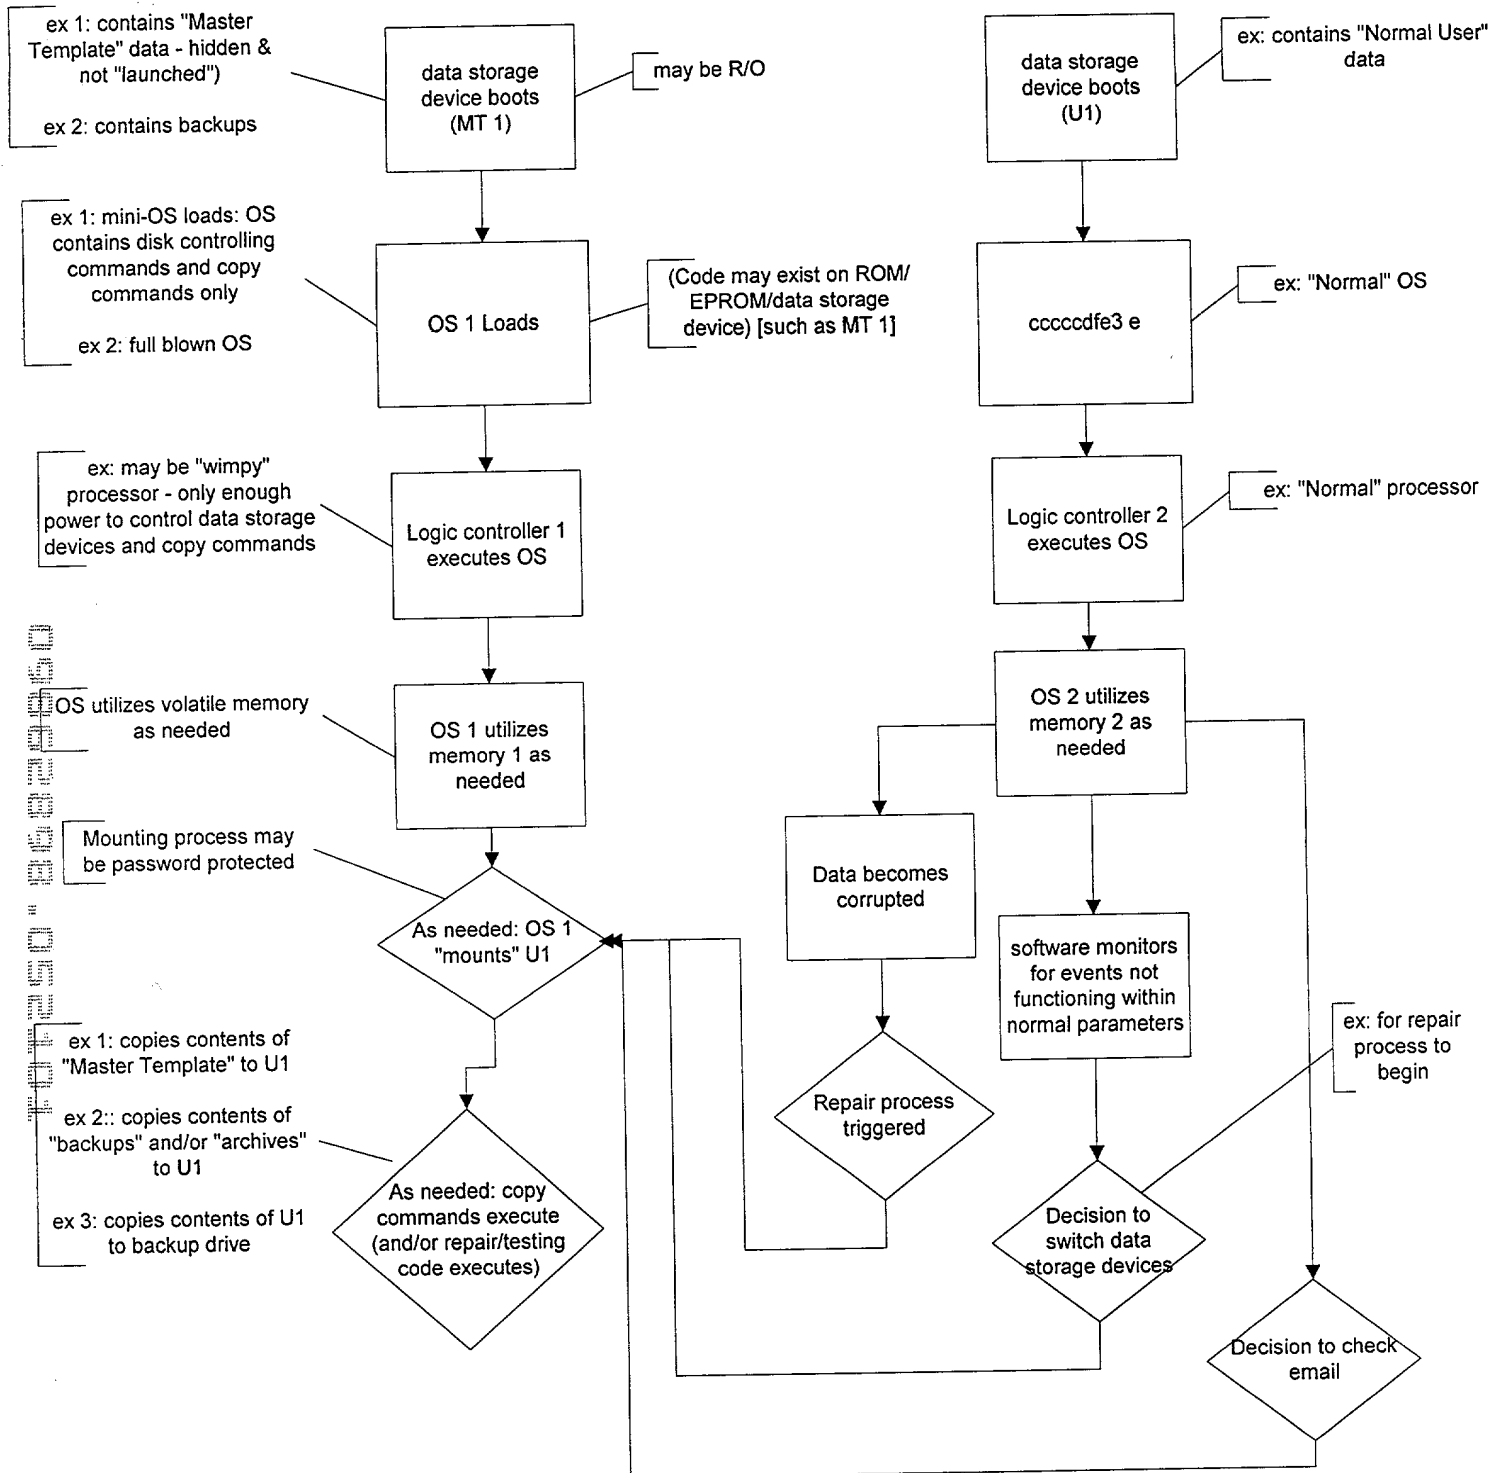 ex 1: contains "Master
Template" data - hidden &
not "launched")
ex 2: contains backups
data storage
device boots
(MT 1)
may be R/O
data storage
device boots
(U1)
ex: contains "Normal User"
data
ex 1: mini-OS loads: OS
contains disk controlling
commands and copy
commands only
ex 2: full blown OS
OS 1 Loads
(Code may exist on ROM/
EPROM/data storage
device) [such as MT 1]
cccccdfe3 e
ex: "Normal" OS
ex: may be "wimpy"
processor - only enough
power to control data storage
devices and copy commands
Logic controller 1
executes OS
Logic controller 2
executes OS
ex: "Normal" processor
OS utilizes volatile memory
as needed
OS 1 utilizes
memory 1 as
needed
OS 2 utilizes
memory 2 as
needed
Mounting process may
be password protected
As needed: OS 1
"mounts" U1
Data becomes
corrupted
software monitors
for events not
functioning within
normal parameters
ex: for repair
process to
begin
ex 1: copies contents of
"Master Template" to U1
ex 2:: copies contents of
"backups" and/or "archives"
to U1
ex 3: copies contents of U1
to backup drive
As needed: copy
commands execute
(and/or repair/testing
code executes)
Repair process
triggered
Decision to
switch data
storage devices
Decision to check
email